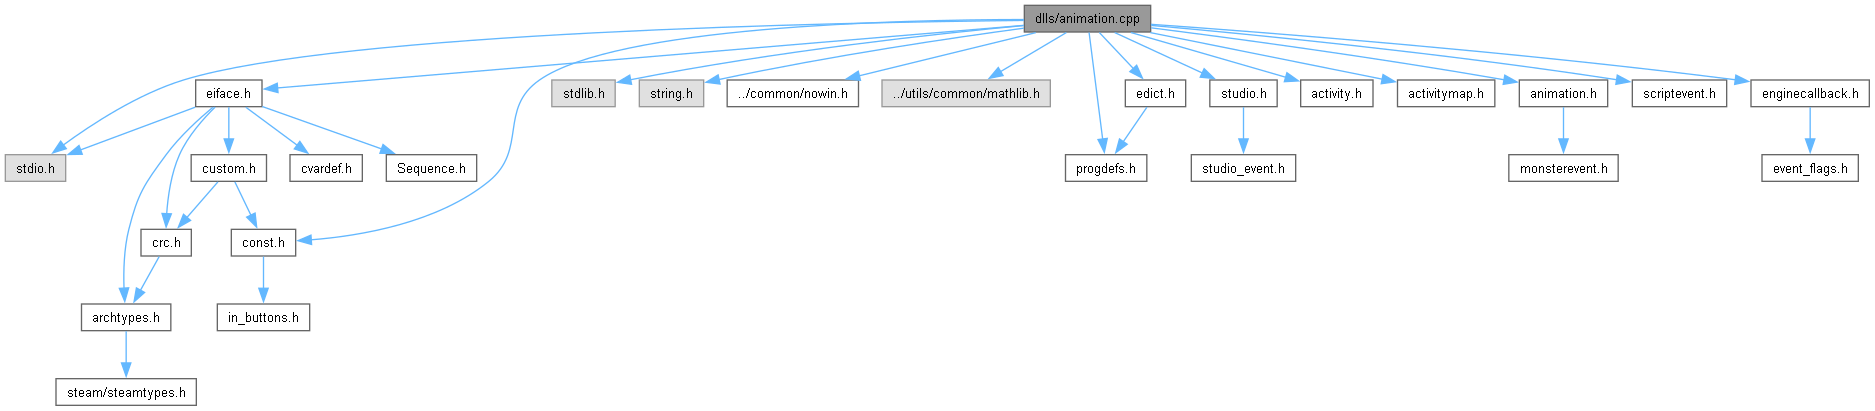 dlls/animation.cpp
eiface.h
stdlib.h
string.h
../common/nowin.h
../utils/common/mathlib.h
edict.h
studio.h
activity.h
activitymap.h
animation.h
scriptevent.h
enginecallback.h
stdio.h
custom.h
cvardef.h
Sequence.h
progdefs.h
studio_event.h
monsterevent.h
event_flags.h
crc.h
const.h
archtypes.h
in_buttons.h
steam/steamtypes.h